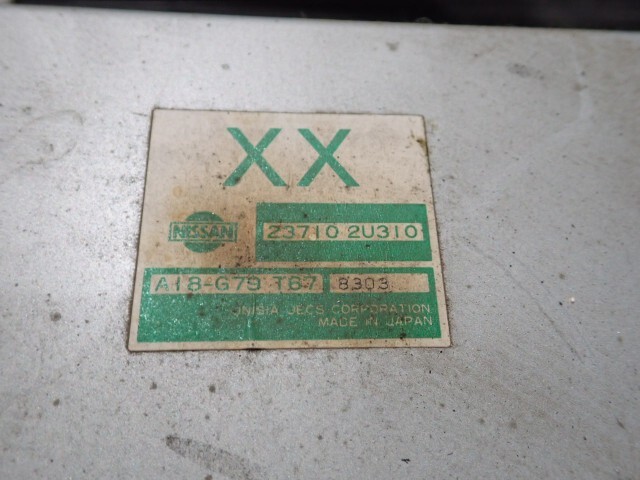 XX
NISSAN
23710 2U310
A18-G79 T67 8303
UNISIA JECS CORPORATION
MADE IN JAPAN